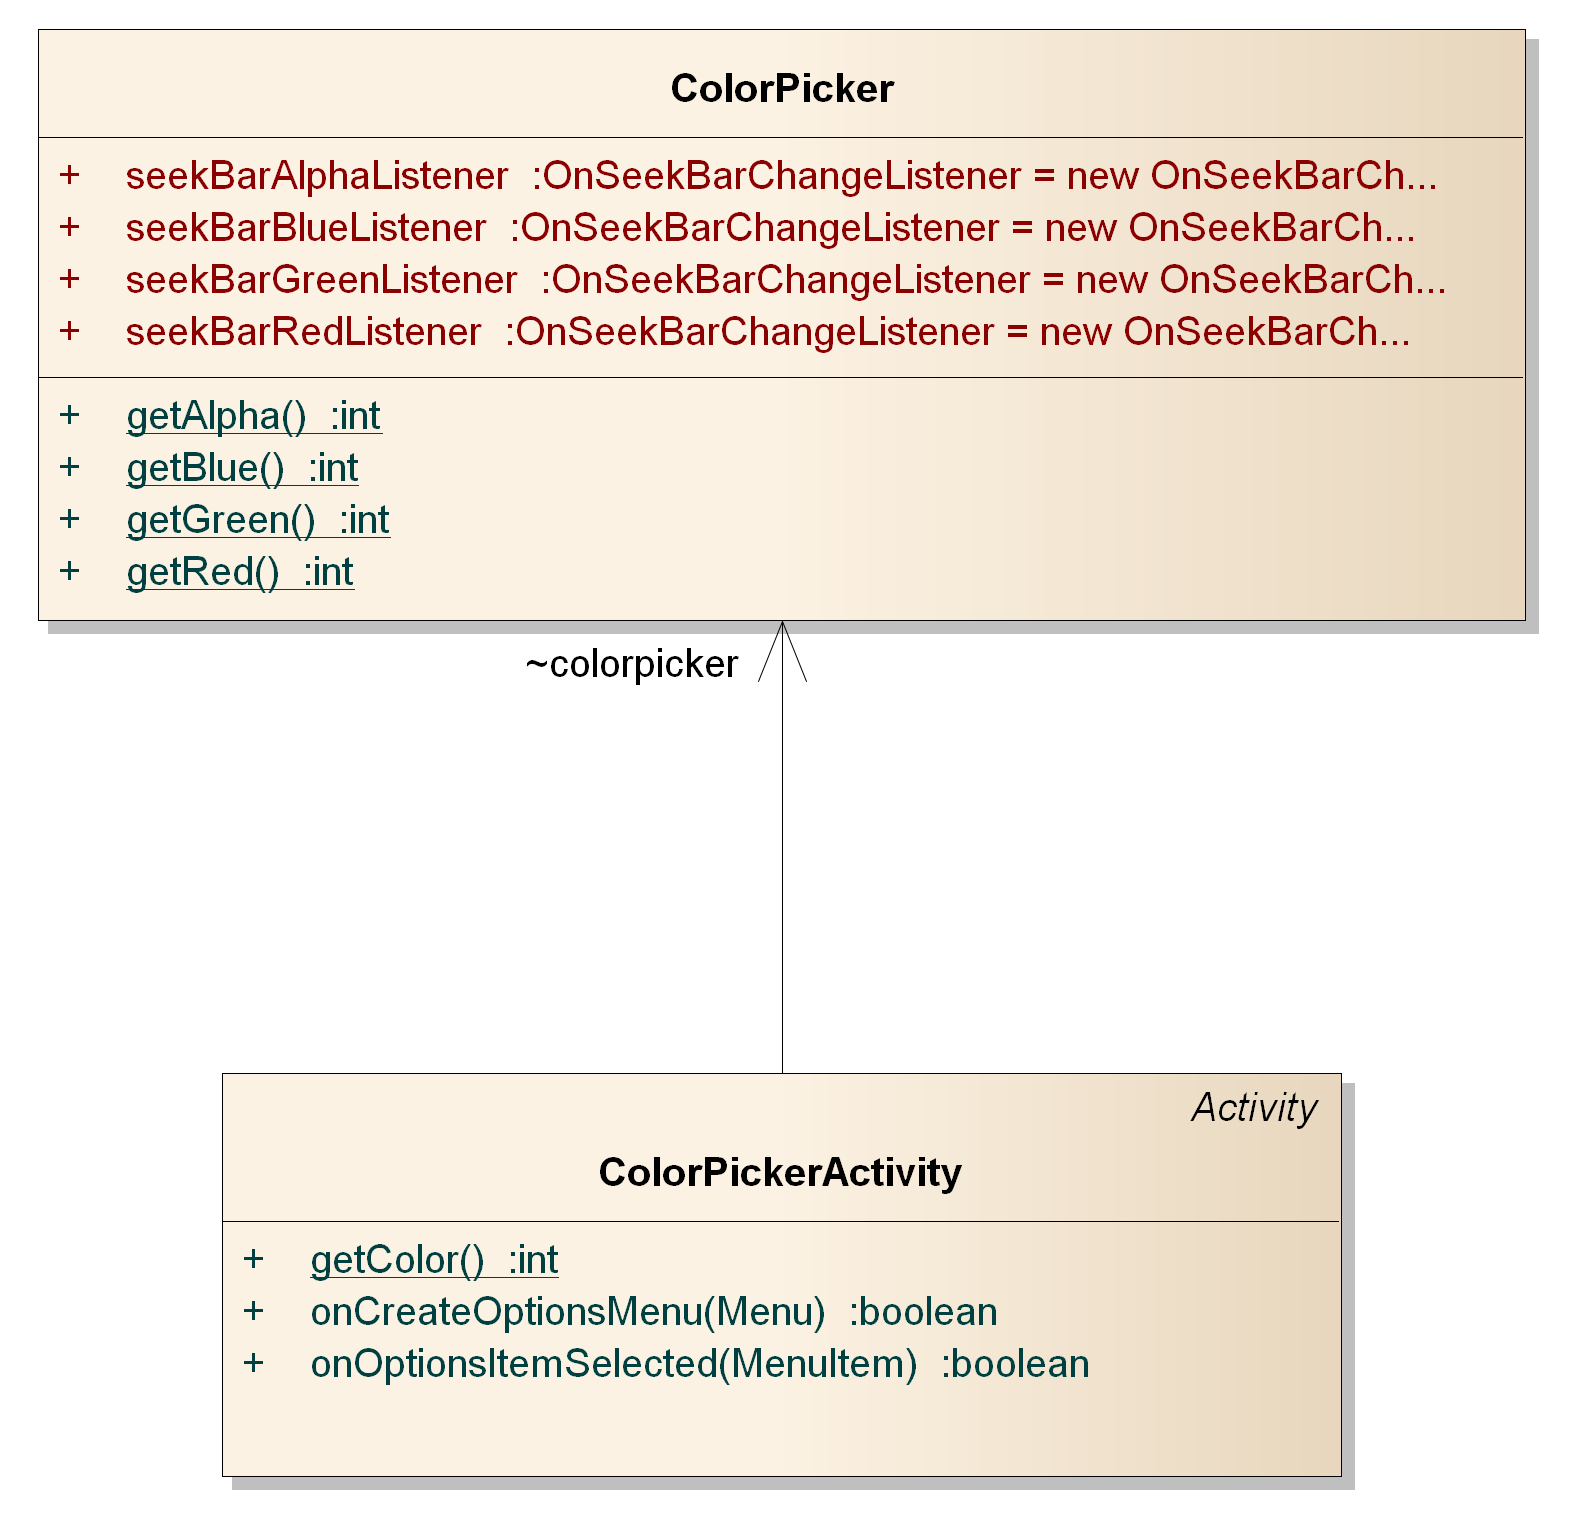 ColorPicker
+ seekBarAlphaListener :OnSeekBarChangeListener = new OnSeekBarCh...
+ seekBarBlueListener :OnSeekBarChangeListener = new OnSeekBarCh...
+ seekBarGreenListener :OnSeekBarChangeListener = new OnSeekBarCh...
+ seekBarRedListener :OnSeekBarChangeListener = new OnSeekBarCh...
+ getAlpha() :int
+ getBlue() :int
+ getGreen() :int
+ getRed() :int
~colorpicker
Activity
ColorPickerActivity
+ getColor() :int
+ onCreateOptionsMenu(Menu) :boolean
+ onOptionsItemSelected(MenuItem) :boolean